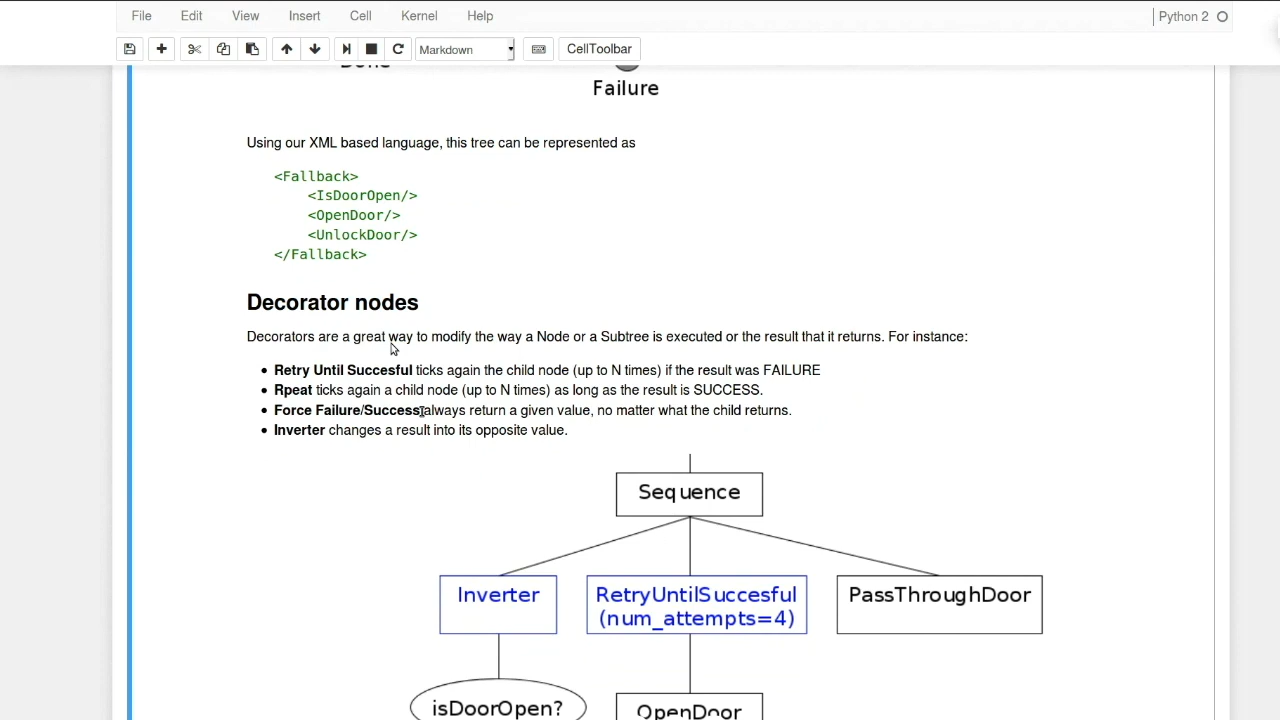 File Edit View Insert Cell Kernel Help Python 2
Markdown CellToolbar
Done
Failure
Using our XML based language, this tree can be represented as
<Fallback>
<IsDoorOpen/>
<OpenDoor/>
<UnlockDoor/>
</Fallback>
Decorator nodes
Decorators are a great way to modify the way a Node or a Subtree is executed or the result that it returns. For instance:
Retry Until Succesful ticks again the child node (up to N times) if the result was FAILURE
Rpeat ticks again a child node (up to N times) as long as the result is SUCCESS.
Force Failure/Success always return a given value, no matter what the child returns.
Inverter changes a result into its opposite value.
Sequence
Inverter RetryUntilSuccesful PassThroughDoor
(num_attempts=4)
isDoorOpen? OpenDoor